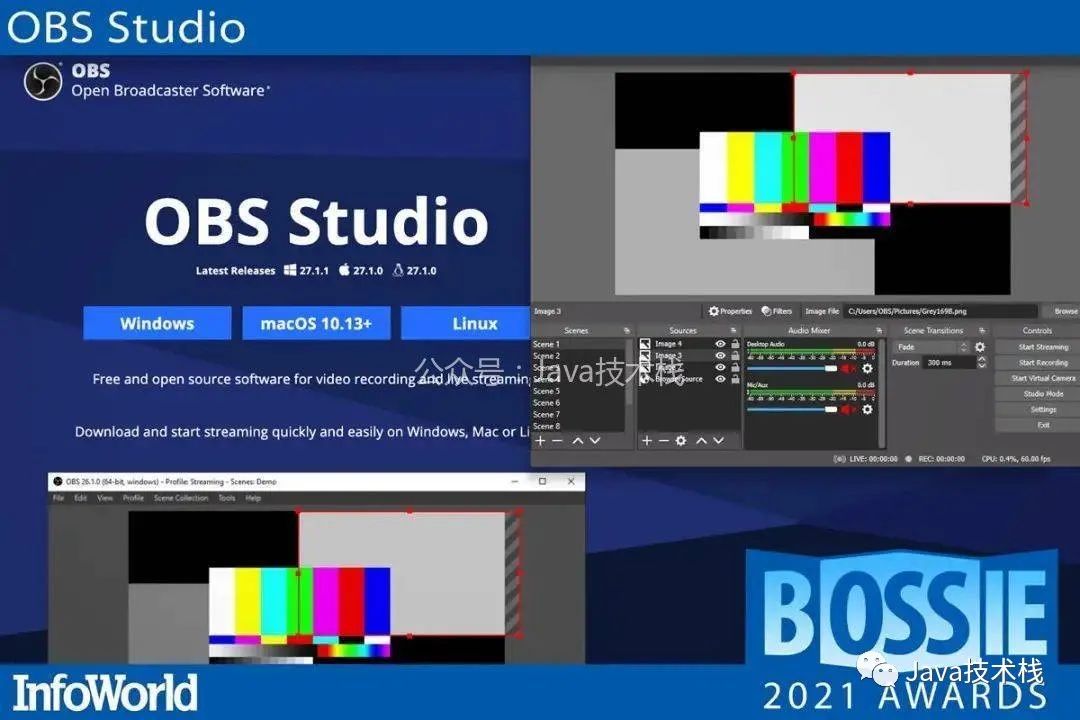 OBS Studio
OBS
Open Broadcaster Software
OBS Studio
Latest Releases 27.1.1 27.1.0 27.1.0
Windows
macOS 10.13+
Linux
Free and open source software for video recording and live streaming
Download and start streaming quickly and easily on Windows, Mac or Li
公众号·Java技术栈
Image 3
Properties
Filters
Image File
C:/Users/OBS/Pictures/Grey169B.png
Browse
Scenes
Scene 1
Scene 2
Scene 5
Scene 6
Scene 7
Scene 8
Sources
Image 4
Image 3
Audio Mixer
Desktop Audio 0.0 dB
Mic/Aux 0.0 dB
Scene Transitions
Fade
Duration 300 ms
Controls
Start Streaming
Start Recording
Start Virtual Camera
Studio Mode
Settings
Exit
LIVE: 00:00:00
REC: 00:00:00
CPU: 0.4%, 60.00 fps
OBS 26.1.0 (64-bit, windows) - Profile: Streaming - Scenes: Demo
File Edit View Profile Scene Collection Tools Help
BOSSIE
2021 AWARDS
Java技术栈
InfoWorld